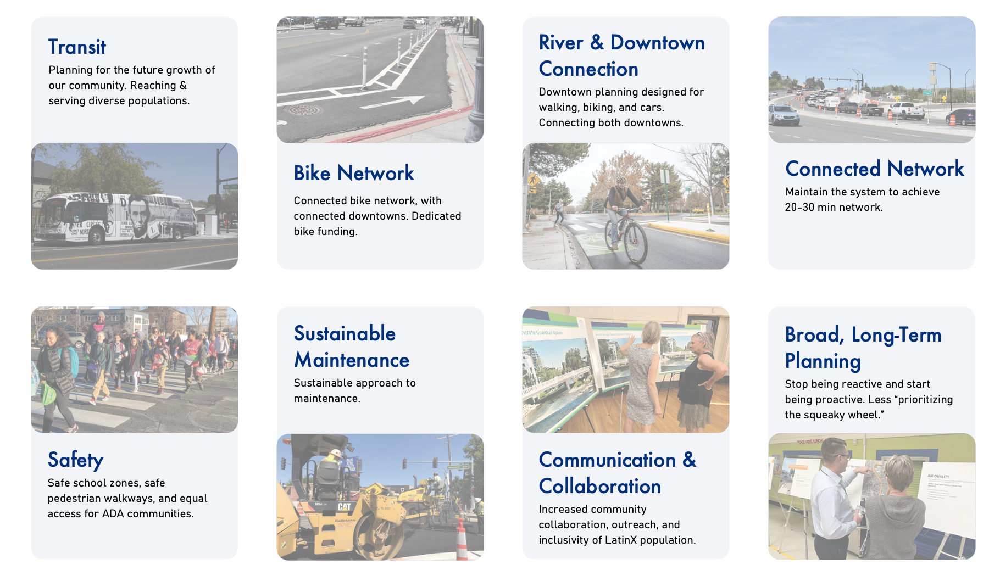 Transit
Planning for the future growth of
our community. Reaching &
serving diverse populations.
Bike Network
Connected bike network, with
connected downtowns. Dedicated
bike funding.
River & Downtown
Connection
Downtown planning designed for
walking, biking, and cars.
Connecting both downtowns.
Connected Network
Maintain the system to achieve
20-30 min network.
Safety
Safe school zones, safe
pedestrian walkways, and equal
access for ADA communities.
Sustainable
Maintenance
Sustainable approach to
maintenance.
CAT
CASHMAN
Communication &
Collaboration
Increased community
collaboration, outreach, and
inclusivity of LatinX population.
Broad, Long-Term
Planning
Stop being reactive and start
being proactive. Less “prioritizing
the squeaky wheel.”
AIR QUALITY